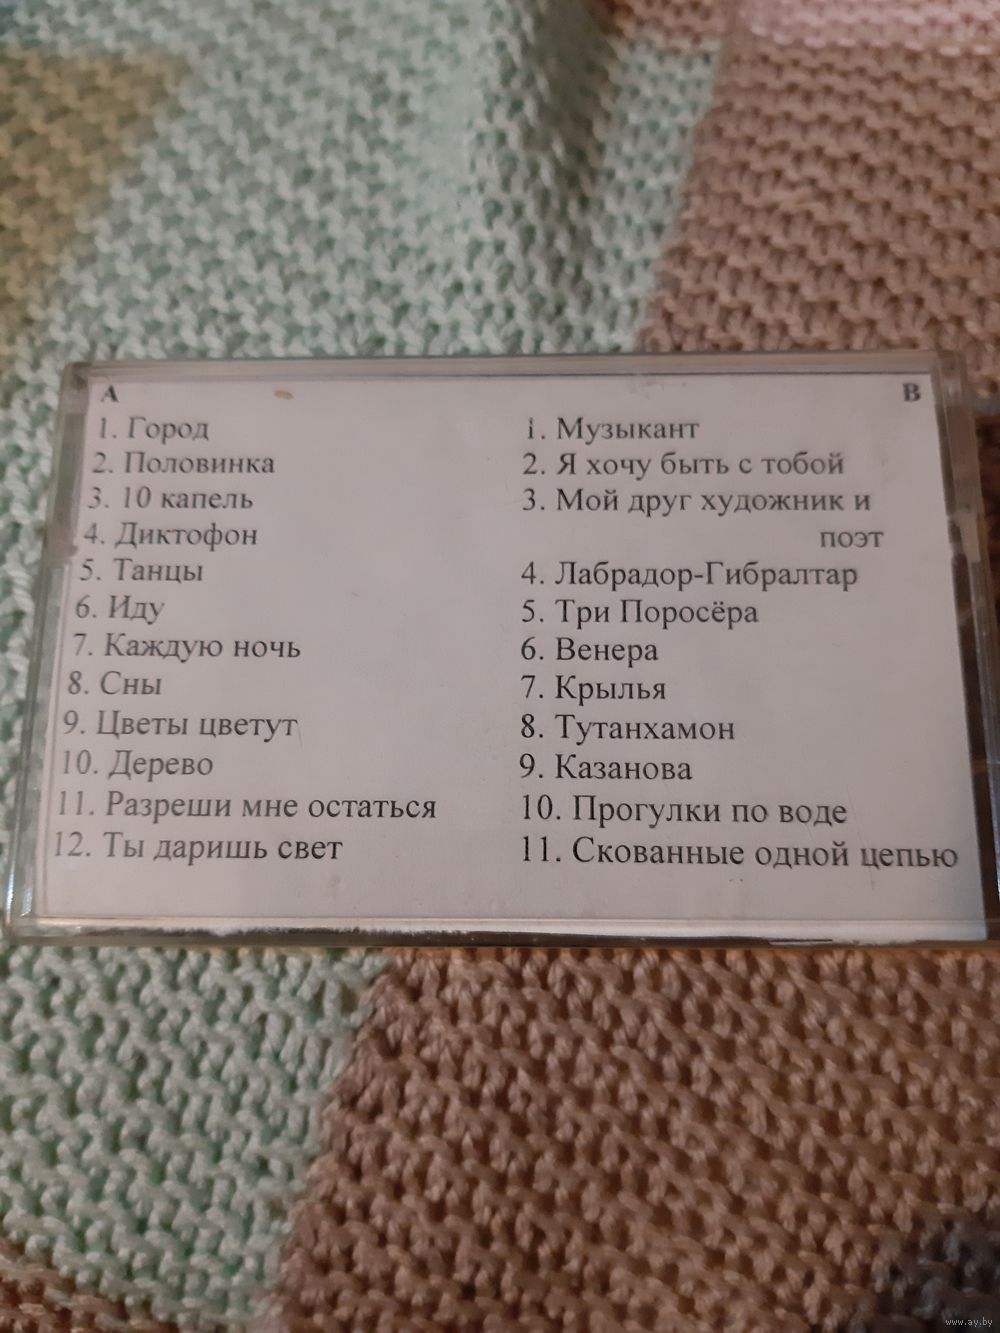 A
1. Город
2. Половинка
3. 10 капель
4. Диктофон
5. Танцы
6. Иду
7. Каждую ночь
8. Сны
9. Цветы цветут
10. Дерево
11. Разреши мне остаться
12. Ты даришь свет
B
1. Музыкант
2. Я хочу быть с тобой
3. Мой друг художник и
поэт
4. Лабрадор-Гибралтар
5. Три Поросёра
6. Венера
7. Крылья
8. Тутанхамон
9. Казанова
10. Прогулки по воде
11. Скованные одной цепью
www.ay.by